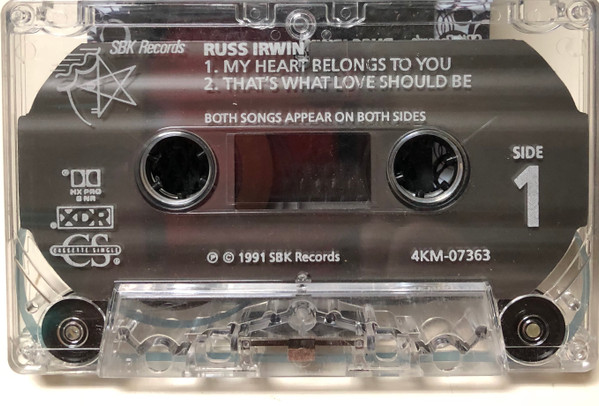 SBK Records
RUSS IRWIN
1. MY HEART BELONGS TO YOU
2. THAT'S WHAT LOVE SHOULD BE
BOTH SONGS APPEAR ON BOTH SIDES
SIDE
1
HX PRO
B NR
XDR
CS
CASSETTE SINGLE
Ⓟ © 1991 SBK Records
4KM-07363